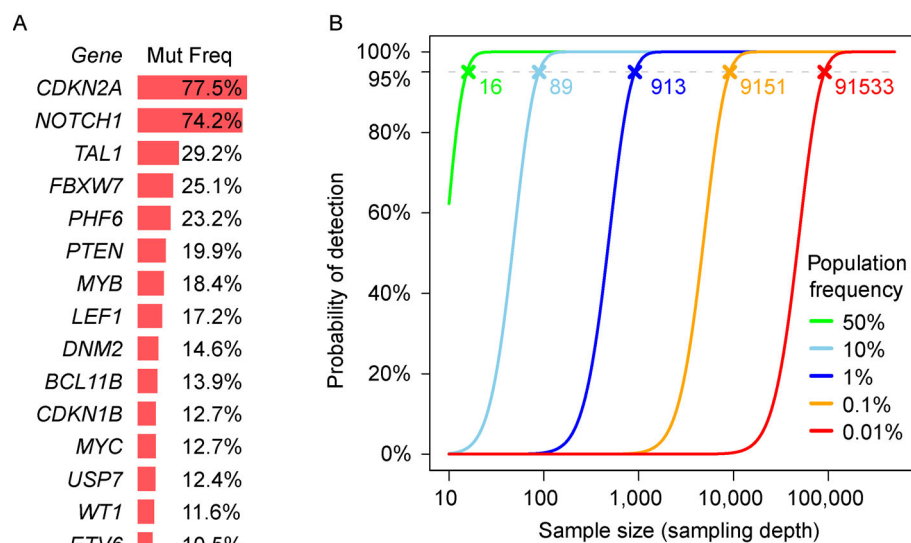 A
Gene Mut Freq
CDKN2A 77.5%
NOTCH1 74.2%
TAL1 29.2%
FBXW7 25.1%
PHF6 23.2%
PTEN 19.9%
MYB 18.4%
LEF1 17.2%
DNM2 14.6%
BCL11B 13.9%
CDKN1B 12.7%
MYC 12.7%
USP7 12.4%
WT1 11.6%
ETV6 10.5%
B
Probability of detection
100%
95%
80%
60%
40%
20%
0%
16 89 913 9151 91533
Population
frequency
50%
10%
1%
0.1%
0.01%
10 100 1,000 10,000 100,000
Sample size (sampling depth)